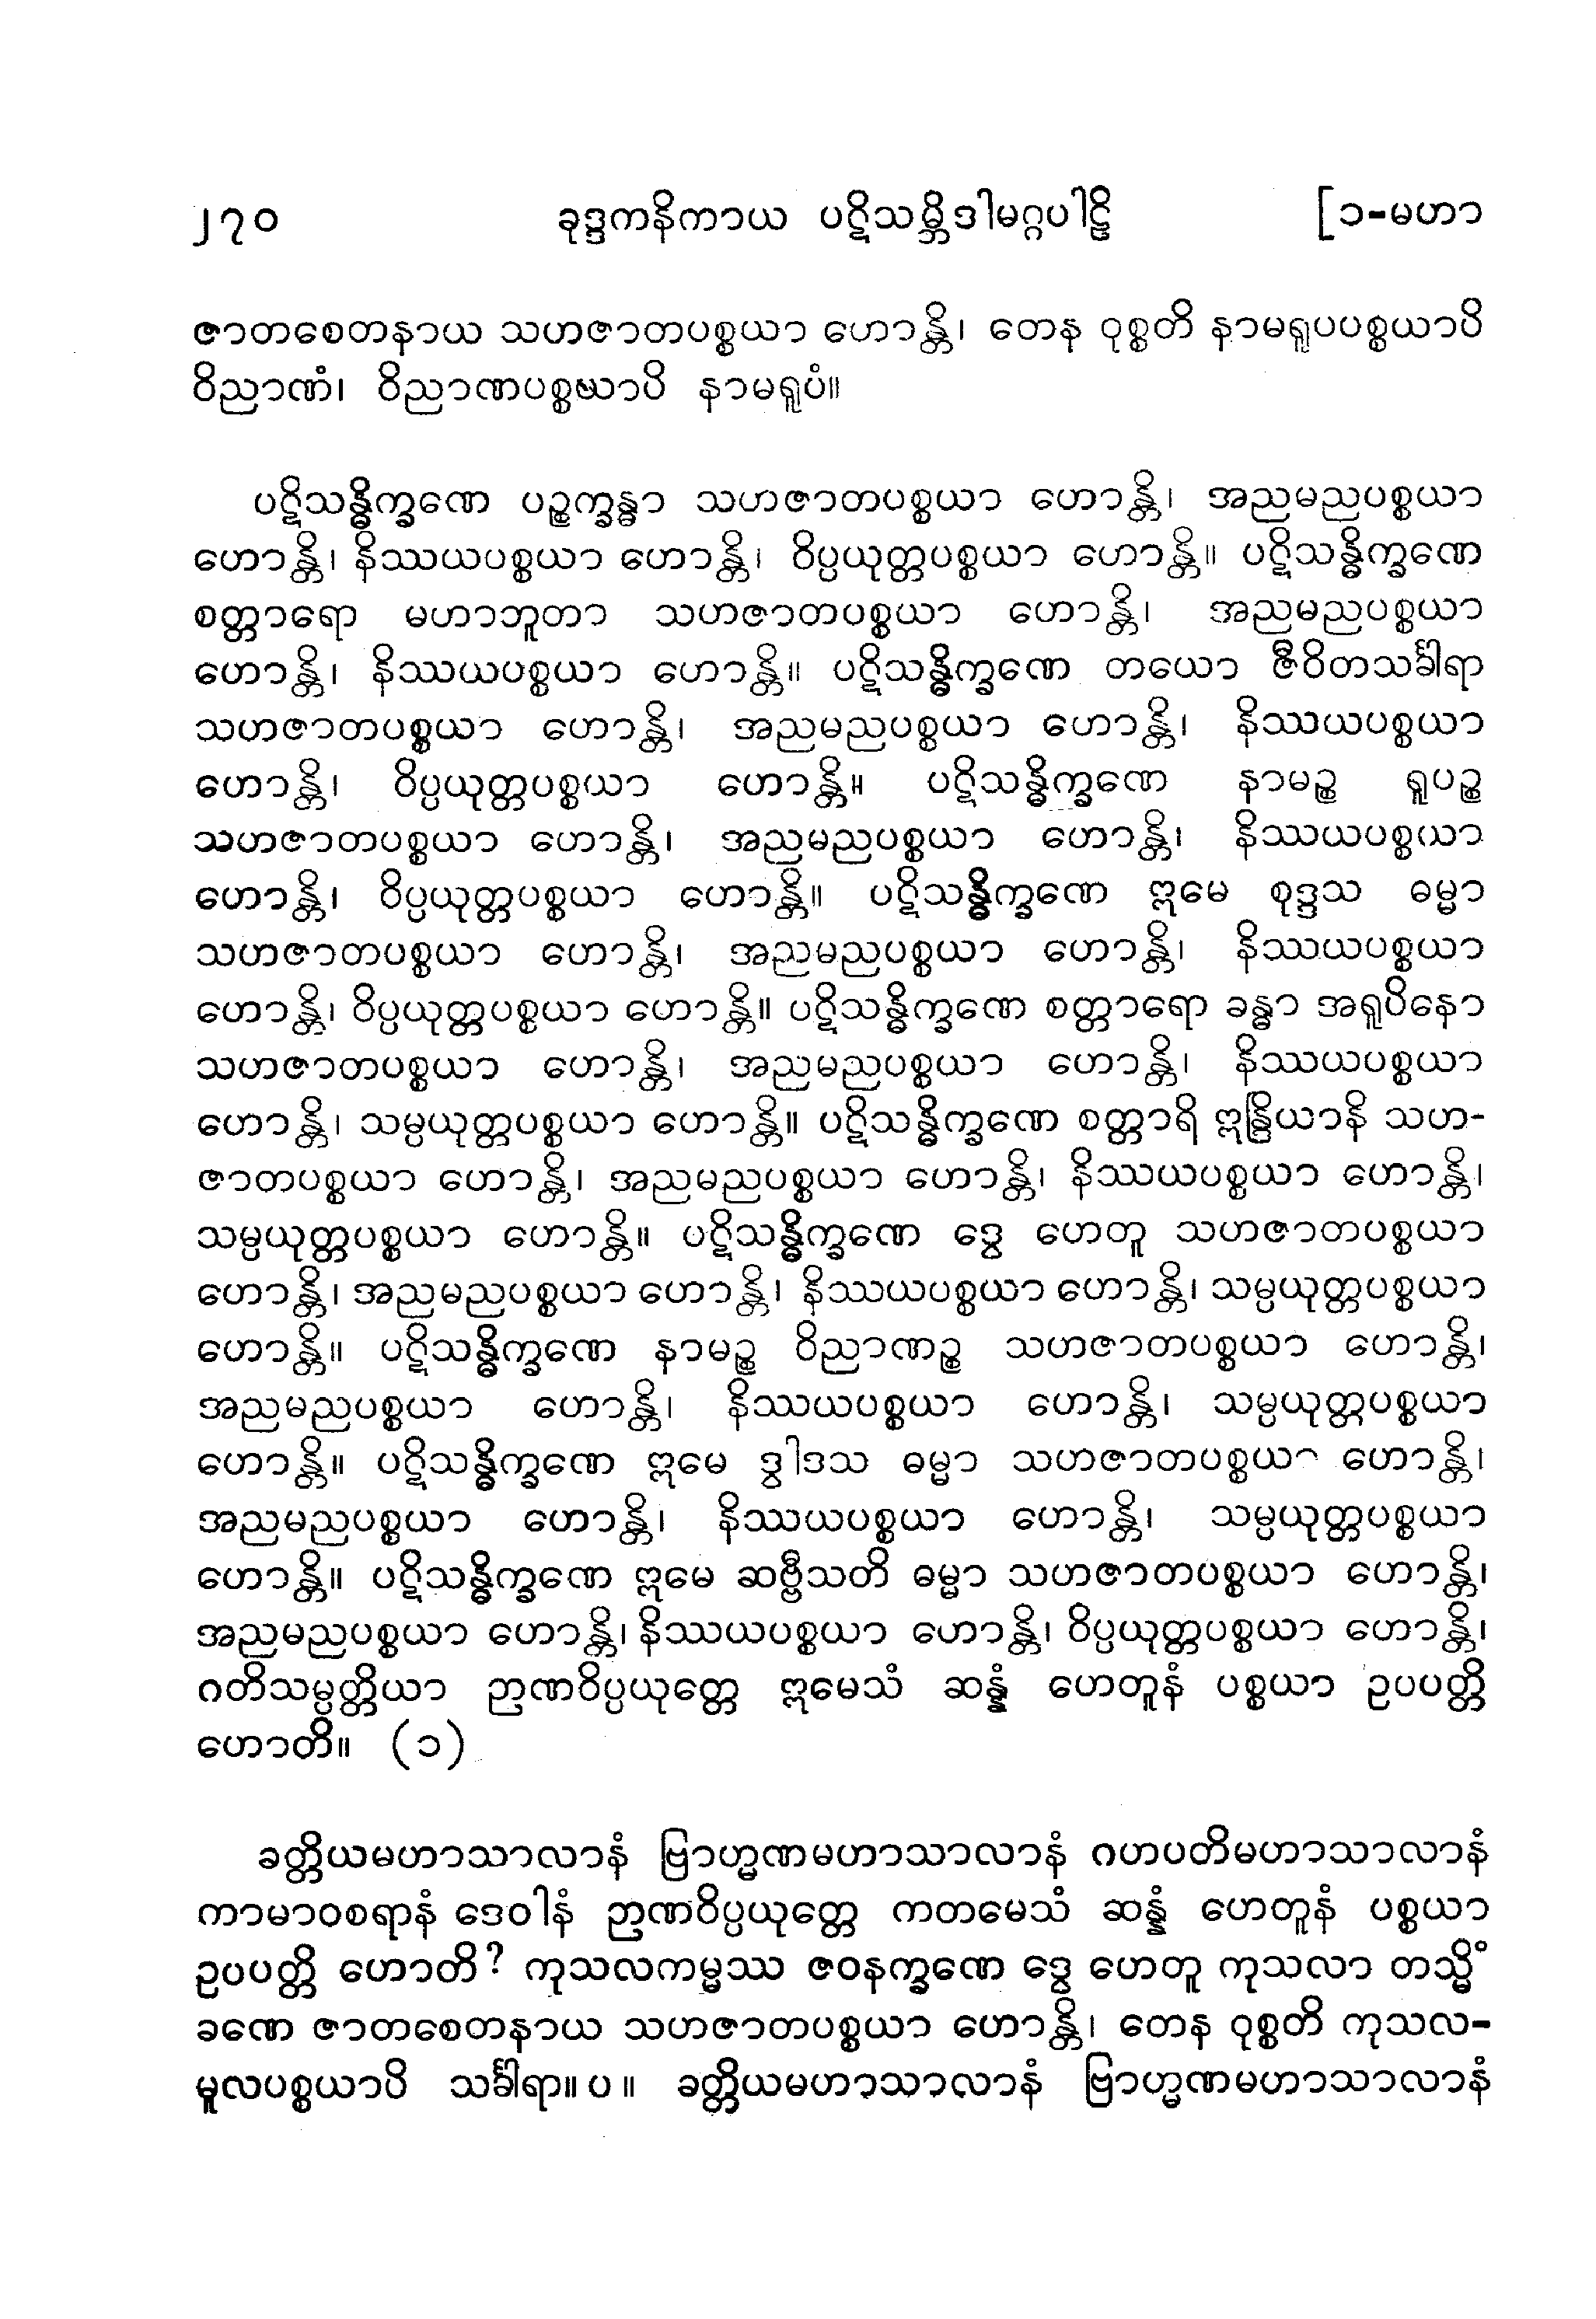 ၂၇၀ ခုဒ္ဒကနိကာယ ပဋိသမ္ဘိဒါမဂ္ဂပါဠိ [၁-မဟာ
ဇာတစေတနာယ သဟဇာတပစ္စယာ ဟောန္တိ၊ တေန ဝုစ္စတိ နာမရူပပစ္စယာပိ
ဝိညာဏံ၊ ဝိညာဏပစ္စယာပိ နာမရူပံ။
ပဋိသန္ဓိက္ခဏေ ပဉ္စက္ခန္ဓာ သဟဇာတပစ္စယာ ဟောန္တိ၊ အညမညပစ္စယာ
ဟောန္တိ၊ နိဿယပစ္စယာ ဟောန္တိ၊ ဝိပ္ပယုတ္တပစ္စယာ ဟောန္တိ။ ပဋိသန္ဓိက္ခဏေ
စတ္တာရော မဟာဘူတာ သဟဇာတပစ္စယာ ဟောန္တိ၊ အညမညပစ္စယာ
ဟောန္တိ၊ နိဿယပစ္စယာ ဟောန္တိ။ ပဋိသန္ဓိက္ခဏေ တယော ဇီဝိတသင်္ခါရာ
သဟဇာတပစ္စယာ ဟောန္တိ၊ အညမညပစ္စယာ ဟောန္တိ၊ နိဿယပစ္စယာ
ဟောန္တိ၊ ဝိပ္ပယုတ္တပစ္စယာ ဟောန္တိ။ ပဋိသန္ဓိက္ခဏေ နာမဉ္စ ရူပဉ္စ
သဟဇာတပစ္စယာ ဟောန္တိ၊ အညမညပစ္စယာ ဟောန္တိ၊ နိဿယပစ္စယာ
ဟောန္တိ၊ ဝိပ္ပယုတ္တပစ္စယာ ဟောန္တိ။ ပဋိသန္ဓိက္ခဏေ ဣမေ စုဒ္ဒသ ဓမ္မာ
သဟဇာတပစ္စယာ ဟောန္တိ၊ အညမညပစ္စယာ ဟောန္တိ၊ နိဿယပစ္စယာ
ဟောန္တိ၊ ဝိပ္ပယုတ္တပစ္စယာ ဟောန္တိ။ ပဋိသန္ဓိက္ခဏေ စတ္တာရော ခန္ဓာ အရူပိနော
သဟဇာတပစ္စယာ ဟောန္တိ၊ အညမညပစ္စယာ ဟောန္တိ၊ နိဿယပစ္စယာ
ဟောန္တိ၊ သမ္ပယုတ္တပစ္စယာ ဟောန္တိ။ ပဋိသန္ဓိက္ခဏေ စတ္တာရိ ဣန္ဒြိယာနိ သဟ-
ဇာတပစ္စယာ ဟောန္တိ၊ အညမညပစ္စယာ ဟောန္တိ၊ နိဿယပစ္စယာ ဟောန္တိ၊
သမ္ပယုတ္တပစ္စယာ ဟောန္တိ။ ပဋိသန္ဓိက္ခဏေ ဒွေ ဟေတူ သဟဇာတပစ္စယာ
ဟောန္တိ၊ အညမညပစ္စယာ ဟောန္တိ၊ နိဿယပစ္စယာ ဟောန္တိ၊ သမ္ပယုတ္တပစ္စယာ
ဟောန္တိ။ ပဋိသန္ဓိက္ခဏေ နာမဉ္စ ဝိညာဏဉ္စ သဟဇာတပစ္စယာ ဟောန္တိ၊
အညမညပစ္စယာ ဟောန္တိ၊ နိဿယပစ္စယာ ဟောန္တိ၊ သမ္ပယုတ္တပစ္စယာ
ဟောန္တိ။ ပဋိသန္ဓိက္ခဏေ ဣမေ ဒွါဒသ ဓမ္မာ သဟဇာတပစ္စယာ ဟောန္တိ၊
အညမညပစ္စယာ ဟောန္တိ၊ နိဿယပစ္စယာ ဟောန္တိ၊ သမ္ပယုတ္တပစ္စယာ
ဟောန္တိ။ ပဋိသန္ဓိက္ခဏေ ဣမေ ဆဗ္ဗီသတိ ဓမ္မာ သဟဇာတပစ္စယာ ဟောန္တိ၊
အညမညပစ္စယာ ဟောန္တိ၊ နိဿယပစ္စယာ ဟောန္တိ၊ ဝိပ္ပယုတ္တပစ္စယာ ဟောန္တိ၊
ဂတိသမ္ပတ္တိယာ ဉာဏဝိပ္ပယုတ္တေ ဣမေသံ ဆန္နံ ဟေတူနံ ပစ္စယာ ဥပပတ္တိ
ဟောတိ။ (၁)
ခတ္တိယမဟာသာလာနံ ဗြာဟ္မဏမဟာသာလာနံ ဂဟပတိမဟာသာလာနံ
ကာမာဝစရာနံ ဒေဝါနံ ဉာဏဝိပ္ပယုတ္တေ ကတမေသံ ဆန္နံ ဟေတူနံ ပစ္စယာ
ဥပပတ္တိ ဟောတိ? ကုသလကမ္မဿ ဇဝနက္ခဏေ ဒွေ ဟေတူ ကုသလာ တသ္မိံ
ခဏေ ဇာတစေတနာယ သဟဇာတပစ္စယာ ဟောန္တိ၊ တေန ဝုစ္စတိ ကုသလ-
မူလပစ္စယာပိ သင်္ခါရာ။ ပ ။ ခတ္တိယမဟာသာလာနံ ဗြာဟ္မဏမဟာသာလာနံ